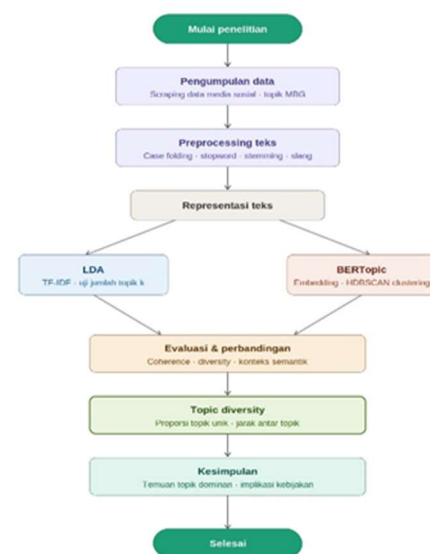 Mulai penelitian
Pengumpulan data
Scraping data media sosial · topik MBG
Preprocessing teks
Case folding · stopword · stemming · slang
Representasi teks
LDA
TF-IDF · uji jumlah topik k
BERTopic
Embedding · HDBSCAN clustering
Evaluasi & perbandingan
Coherence · diversity · konteks semantik
Topic diversity
Proporsi topik unik · jarak antar topik
Kesimpulan
Temuan topik dominan · implikasi kebijakan
Selesai